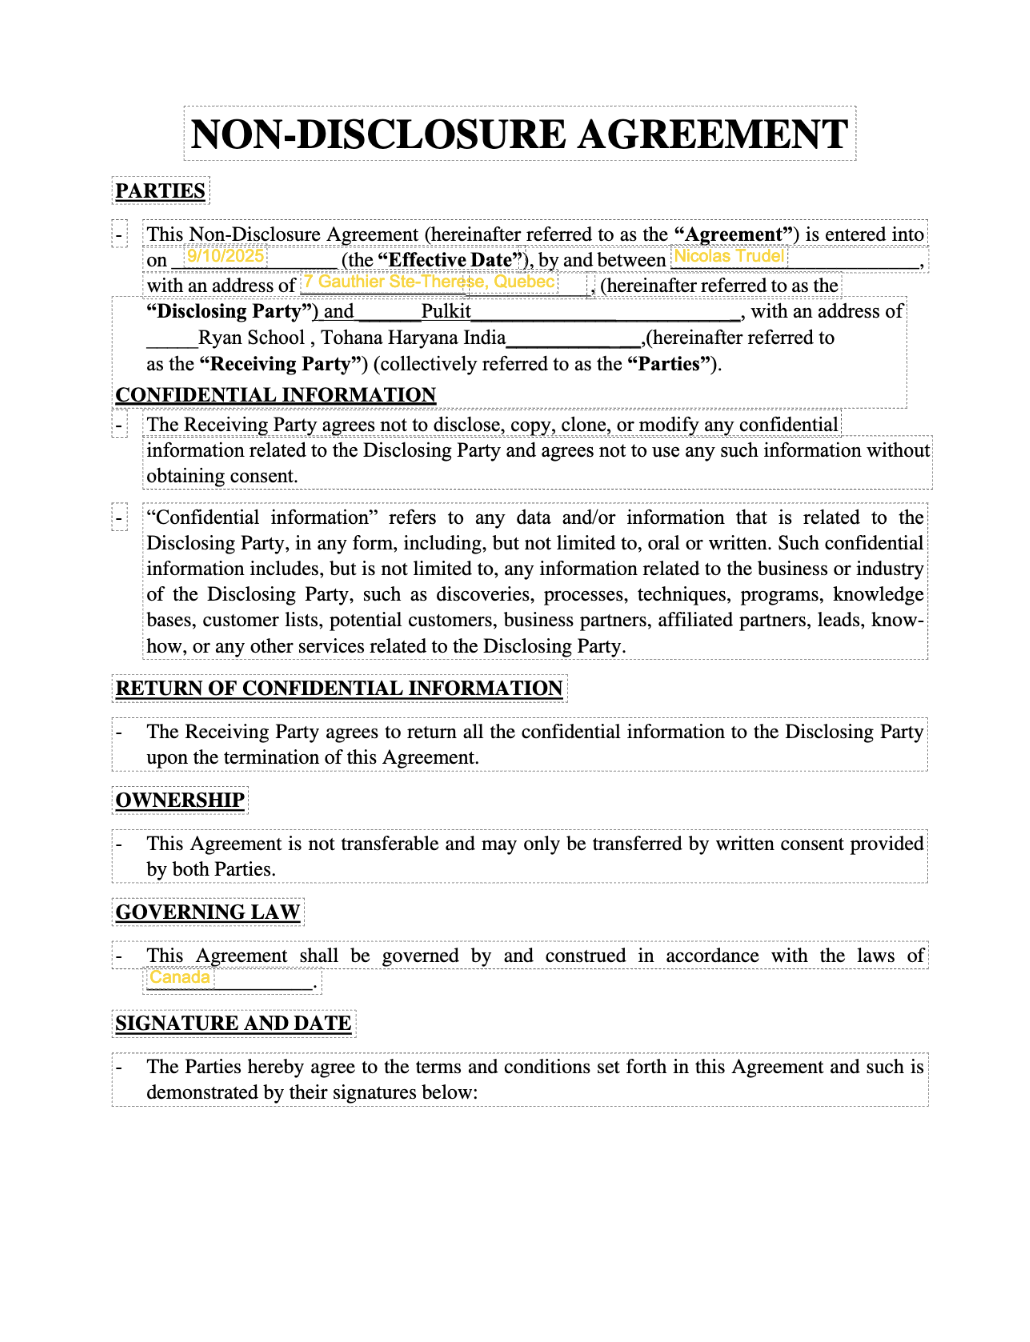 NON-DISCLOSURE AGREEMENT
PARTIES
- This Non-Disclosure Agreement (hereinafter referred to as the “Agreement”) is entered into
on 9/10/2025 (the “Effective Date”), by and between Nicolas Trudel,
with an address of 7 Gauthier Ste-Therese, Quebec, (hereinafter referred to as the
“Disclosing Party”) and Pulkit, with an address of
Ryan School , Tohana Haryana India,(hereinafter referred to
as the “Receiving Party”) (collectively referred to as the “Parties”).
CONFIDENTIAL INFORMATION
- The Receiving Party agrees not to disclose, copy, clone, or modify any confidential
information related to the Disclosing Party and agrees not to use any such information without
obtaining consent.
- “Confidential information” refers to any data and/or information that is related to the
Disclosing Party, in any form, including, but not limited to, oral or written. Such confidential
information includes, but is not limited to, any information related to the business or industry
of the Disclosing Party, such as discoveries, processes, techniques, programs, knowledge
bases, customer lists, potential customers, business partners, affiliated partners, leads, know-
how, or any other services related to the Disclosing Party.
RETURN OF CONFIDENTIAL INFORMATION
- The Receiving Party agrees to return all the confidential information to the Disclosing Party
upon the termination of this Agreement.
OWNERSHIP
- This Agreement is not transferable and may only be transferred by written consent provided
by both Parties.
GOVERNING LAW
- This Agreement shall be governed by and construed in accordance with the laws of
Canada.
SIGNATURE AND DATE
- The Parties hereby agree to the terms and conditions set forth in this Agreement and such is
demonstrated by their signatures below: